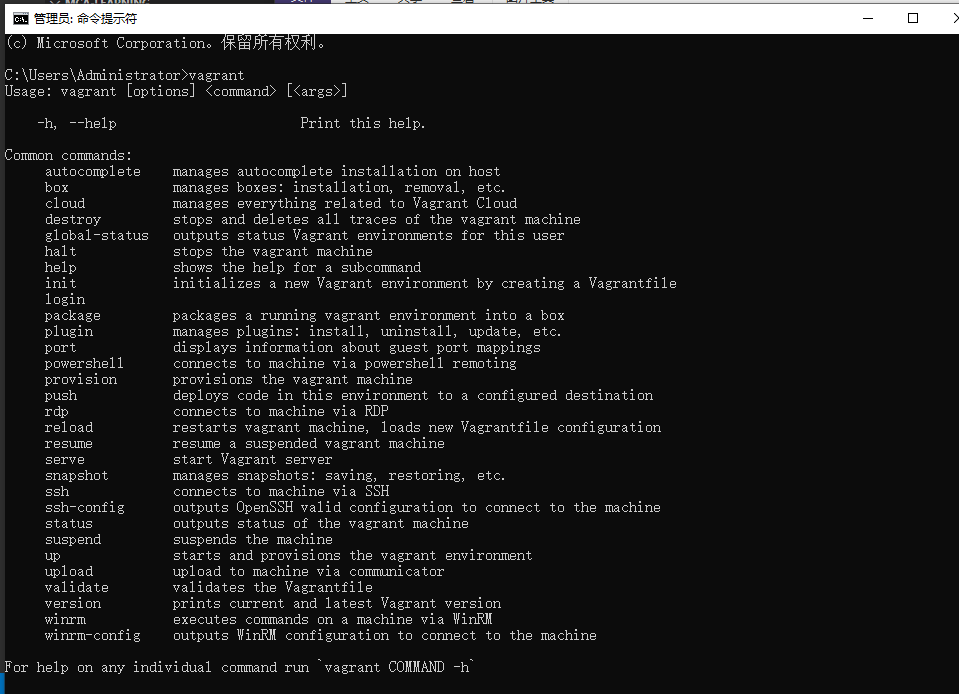 管理员: 命令提示符
(c) Microsoft Corporation。保留所有权利。
C:\Users\Administrator>vagrant
Usage: vagrant [options] <command> [<args>]
-h, --help Print this help.
Common commands:
autocomplete manages autocomplete installation on host
box manages boxes: installation, removal, etc.
cloud manages everything related to Vagrant Cloud
destroy stops and deletes all traces of the vagrant machine
global-status outputs status Vagrant environments for this user
halt stops the vagrant machine
help shows the help for a subcommand
init initializes a new Vagrant environment by creating a Vagrantfile
login
package packages a running vagrant environment into a box
plugin manages plugins: install, uninstall, update, etc.
port displays information about guest port mappings
powershell connects to machine via powershell remoting
provision provisions the vagrant machine
push deploys code in this environment to a configured destination
rdp connects to machine via RDP
reload restarts vagrant machine, loads new Vagrantfile configuration
resume resume a suspended vagrant machine
serve start Vagrant server
snapshot manages snapshots: saving, restoring, etc.
ssh connects to machine via SSH
ssh-config outputs OpenSSH valid configuration to connect to the machine
status outputs status of the vagrant machine
suspend suspends the machine
up starts and provisions the vagrant environment
upload upload to machine via communicator
validate validates the Vagrantfile
version prints current and latest Vagrant version
winrm executes commands on a machine via WinRM
winrm-config outputs WinRM configuration to connect to the machine
For help on any individual command run `vagrant COMMAND -h`